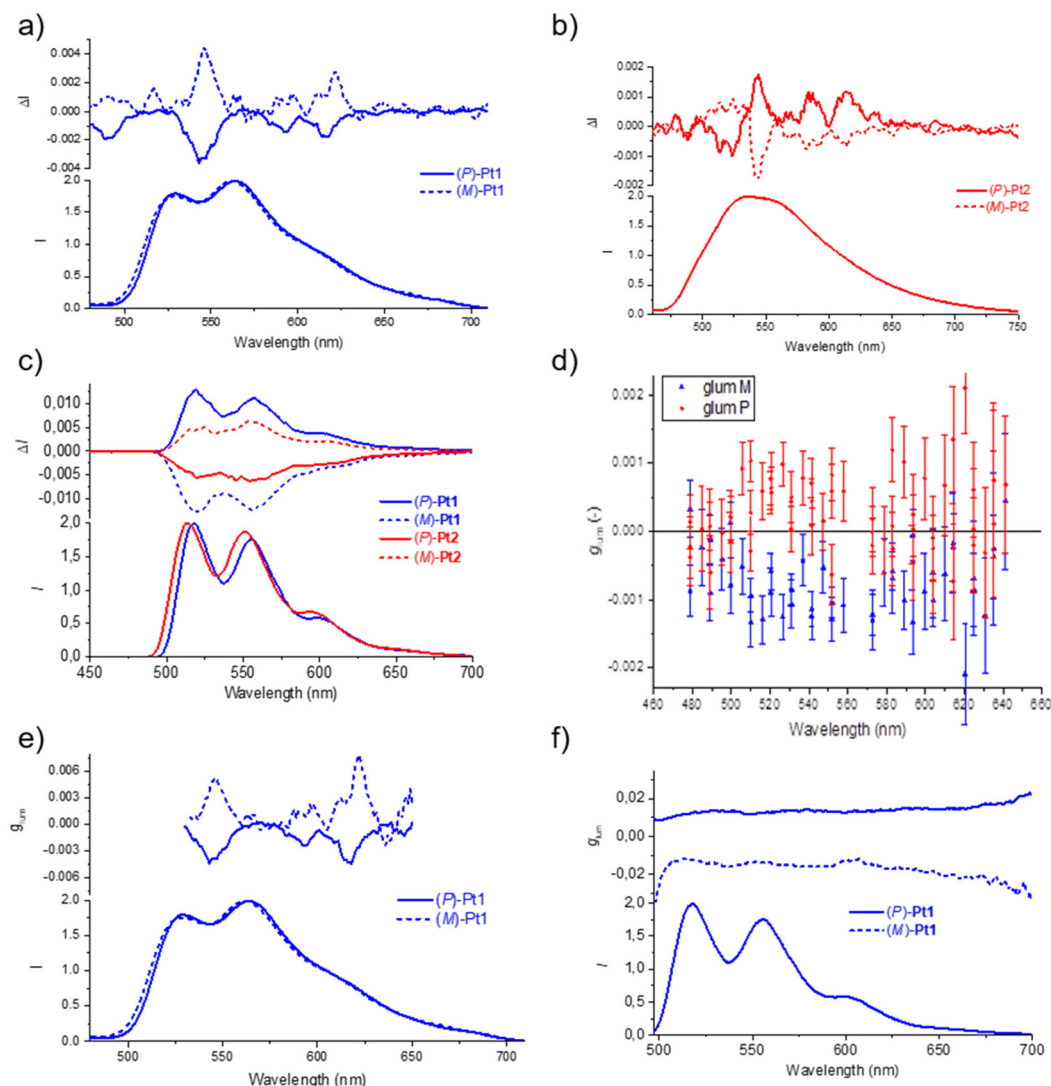 a)
0.004
0.002
0.000
-0.002
-0.004
ΔI
(P)-Pt1
(M)-Pt1
2.0
1.5
1.0
0.5
0.0
I
500 550 600 650 700
Wavelength (nm)
b)
0.002
0.001
0.000
-0.001
-0.002
ΔI
(P)-Pt2
(M)-Pt2
2.0
1.5
1.0
0.5
0.0
I
500 550 600 650 700 750
Wavelength (nm)
c)
0,010
0,005
0,000
-0,005
-0,010
ΔI
(P)-Pt1
(M)-Pt1
(P)-Pt2
(M)-Pt2
2,0
1,5
1,0
0,5
0,0
I
450 500 550 600 650 700
Wavelength (nm)
d)
glum M
glum P
0.002
0.001
0.000
-0.001
-0.002
glum (-)
460 480 500 520 540 560 580 600 620 640 660
Wavelength (nm)
e)
0.006
0.003
0.000
-0.003
-0.006
glum
(P)-Pt1
(M)-Pt1
2.0
1.5
1.0
0.5
0.0
I
500 550 600 650 700
Wavelength (nm)
f)
0,02
0,00
-0,02
glum
(P)-Pt1
(M)-Pt1
2,0
1,5
1,0
0,5
0,0
I
500 550 600 650 700
Wavelength (nm)